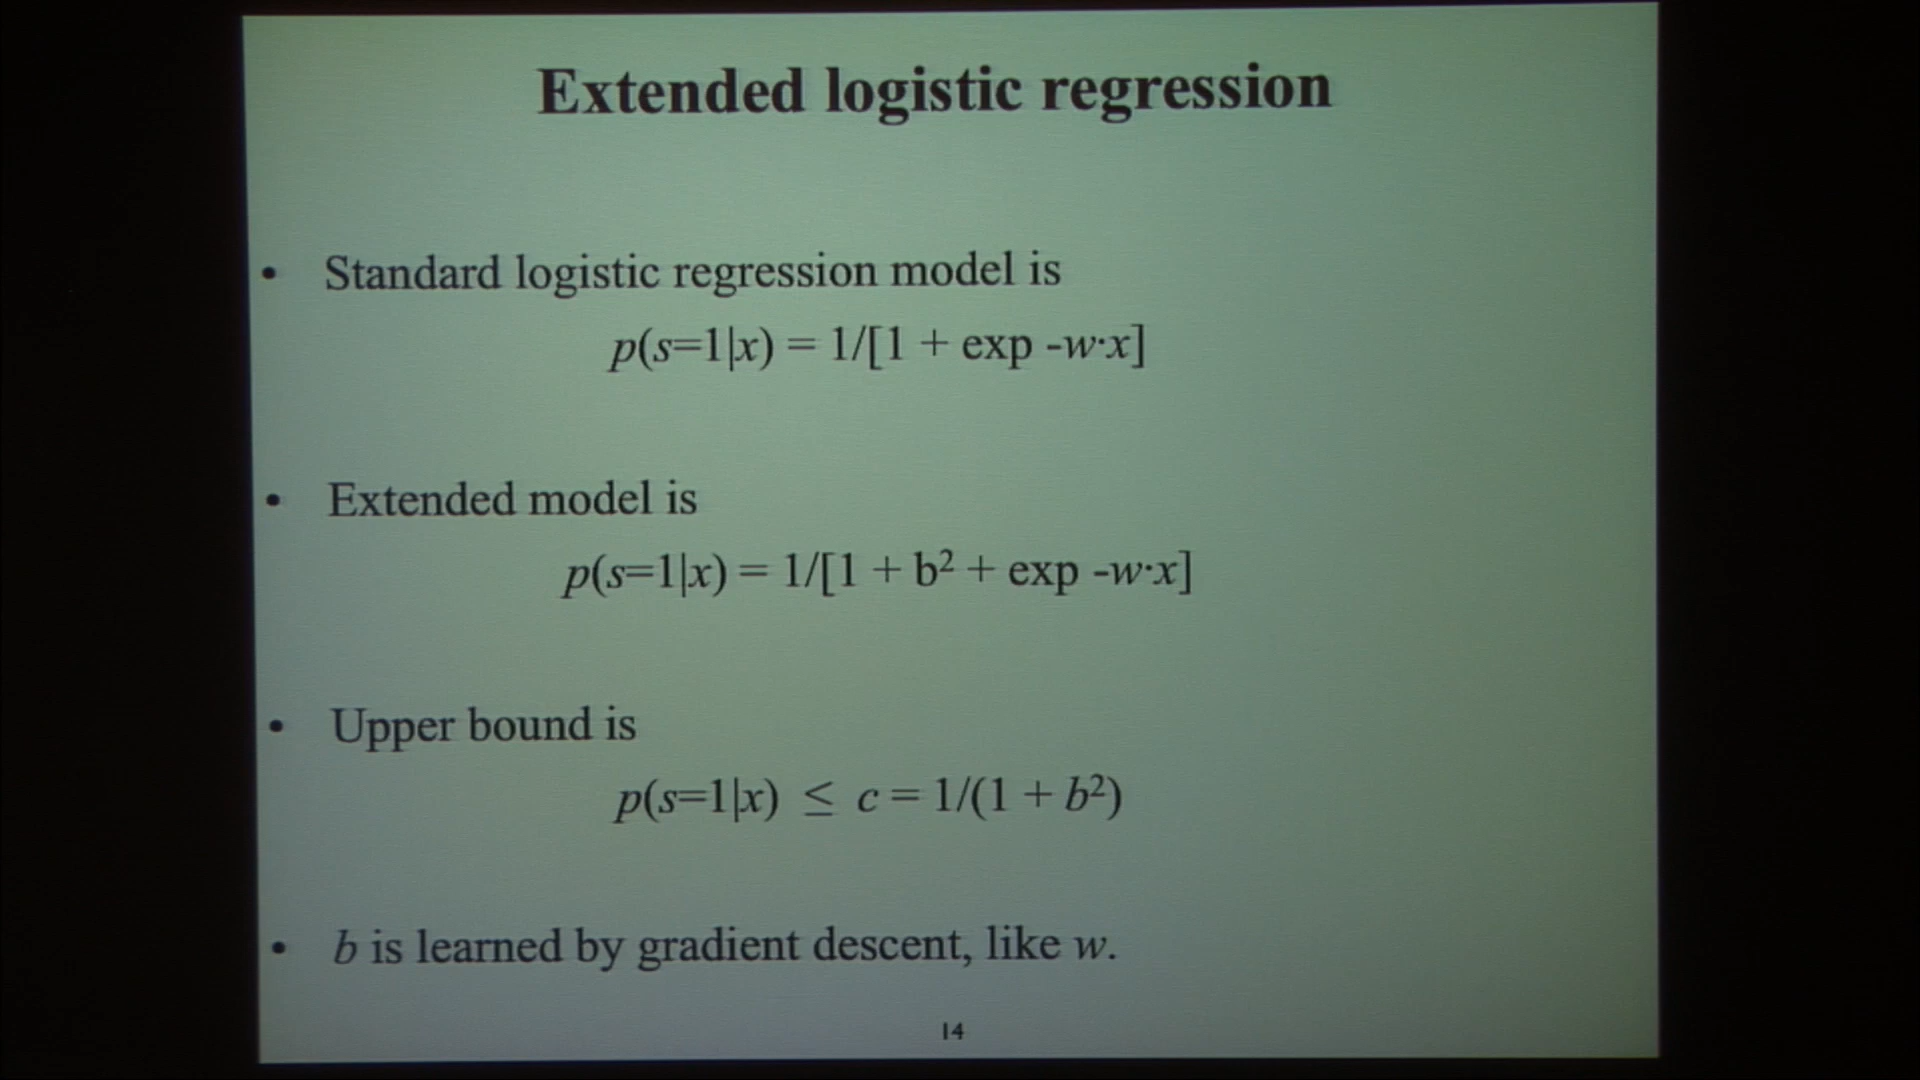 Extended logistic regression
• Standard logistic regression model is
p(s=1|x) = 1/[1 + exp -w·x]
• Extended model is
p(s=1|x) = 1/[1 + b² + exp -w·x]
• Upper bound is
p(s=1|x) ≤ c = 1/(1 + b²)
• b is learned by gradient descent, like w.
14